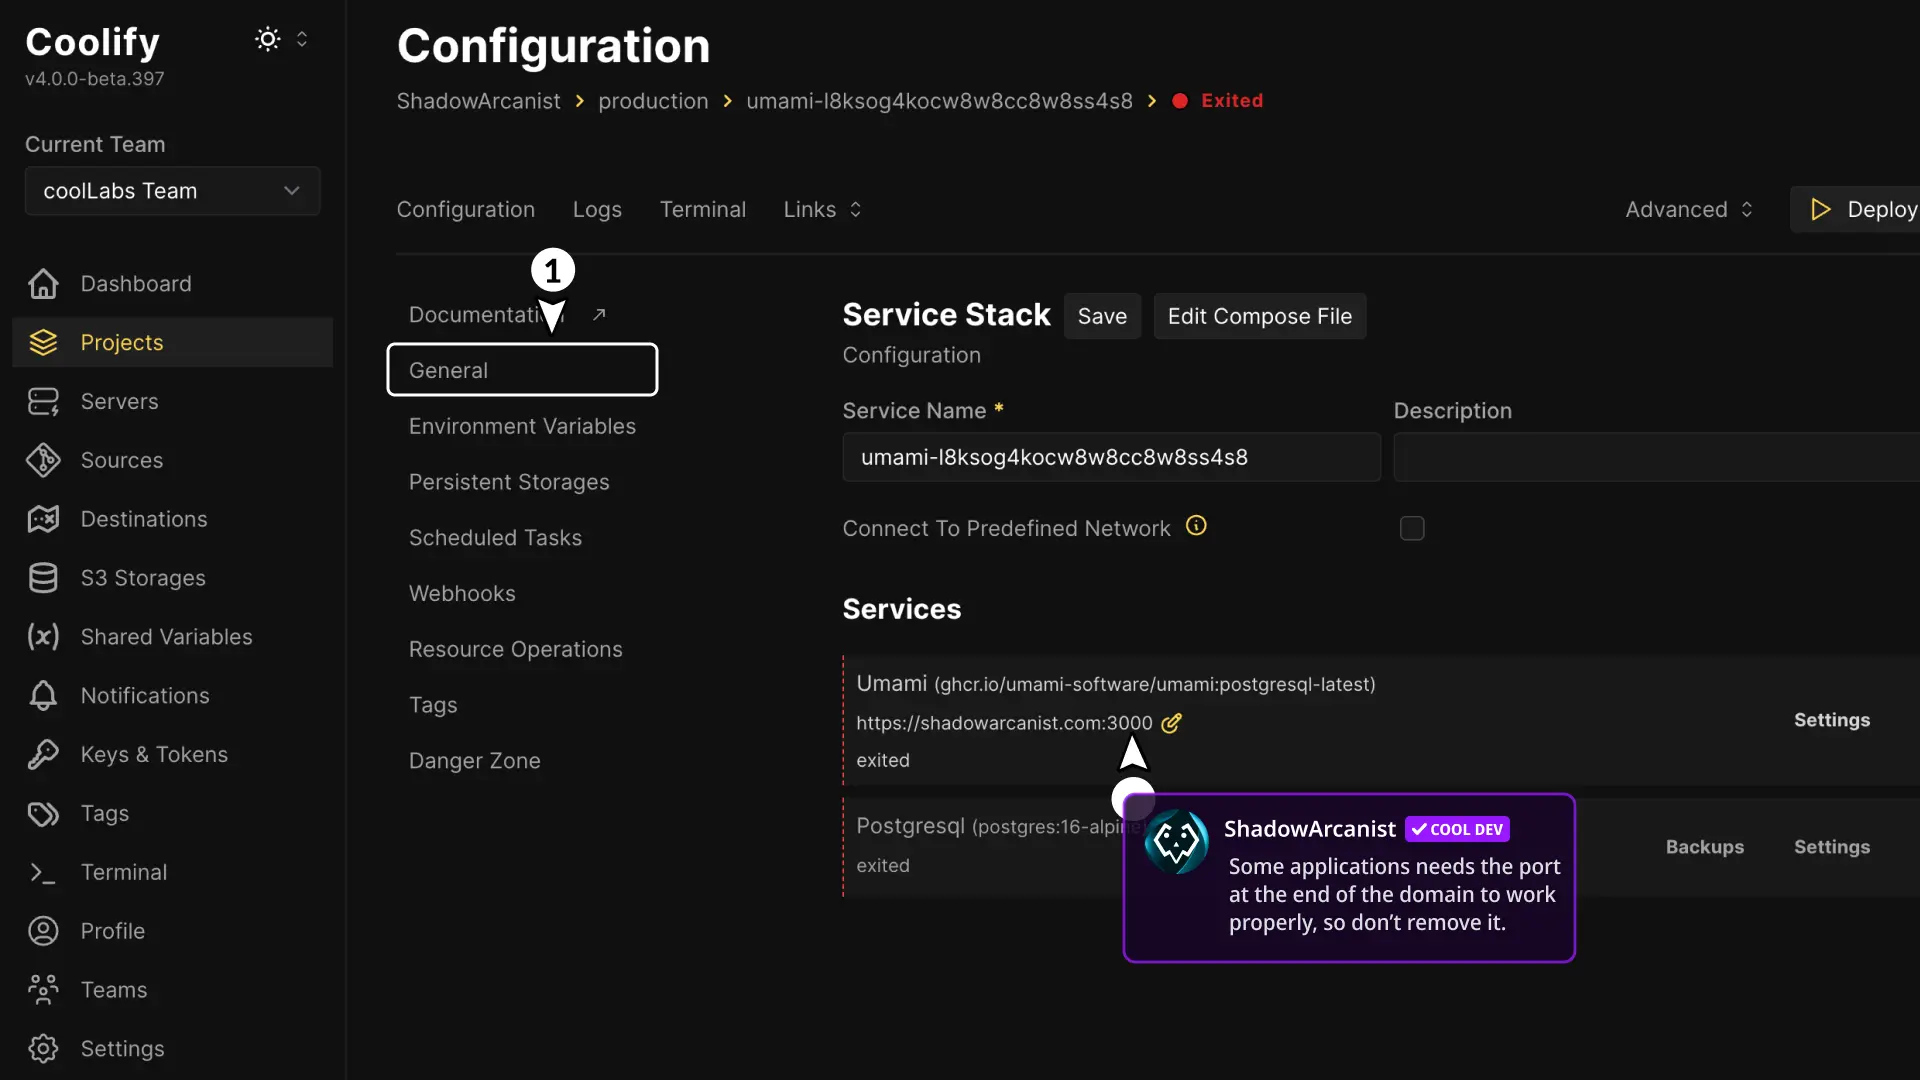 Coolify
v4.0.0-beta.397
Current Team
coolLabs Team
Dashboard
Projects
Servers
Sources
Destinations
S3 Storages
Shared Variables
Notifications
Keys & Tokens
Tags
Terminal
Profile
Teams
Settings
Configuration
ShadowArcanist > production > umami-l8ksog4kocw8w8cc8w8ss4s8 > Exited
Configuration Logs Terminal Links
Advanced Deploy
1
Documentation
General
Environment Variables
Persistent Storages
Scheduled Tasks
Webhooks
Resource Operations
Tags
Danger Zone
Service Stack Save Edit Compose File
Configuration
Service Name * Description
umami-l8ksog4kocw8w8cc8w8ss4s8
Connect To Predefined Network
Services
Umami (ghcr.io/umami-software/umami:postgresql-latest)
https://shadowarcanist.com:3000
exited
Settings
Postgresql (postgres:16-alpine)
exited
Backups Settings
ShadowArcanist COOL DEV
Some applications needs the port
at the end of the domain to work
properly, so don’t remove it.